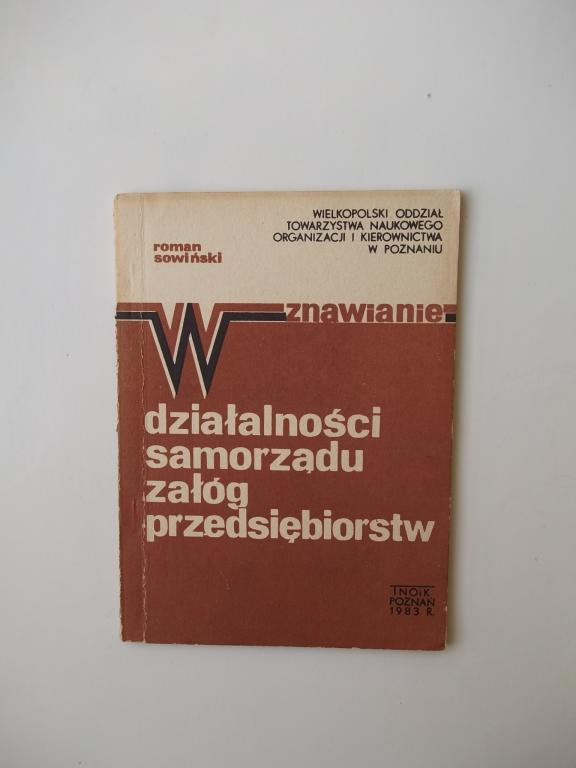 roman
sowiński
WIELKOPOLSKI ODDZIAŁ
TOWARZYSTWA NAUKOWEGO
ORGANIZACJI I KIEROWNICTWA
W POZNANIU
Wznawianie
działalności
samorządu
załóg
przedsiębiorstw
TNOiK
POZNAŃ
1983 R.